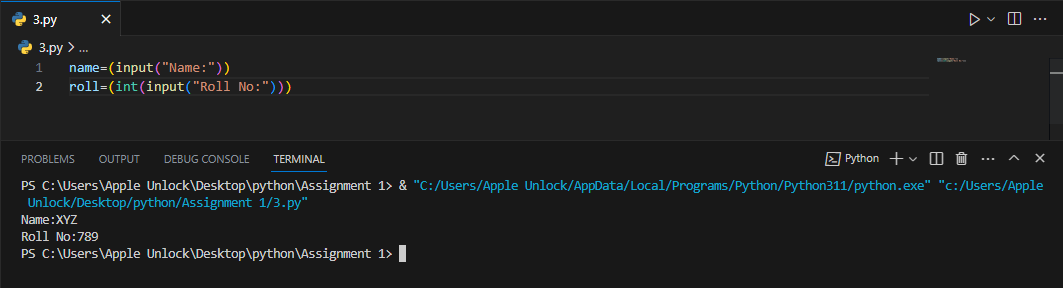 3.py
3.py > ...
1 name=(input("Name:"))
2 roll=(int(input("Roll No:")))
PROBLEMS OUTPUT DEBUG CONSOLE TERMINAL Python
PS C:\Users\Apple Unlock\Desktop\python\Assignment 1> & "C:/Users/Apple Unlock/AppData/Local/Programs/Python/Python311/python.exe" "c:/Users/Apple
Unlock/Desktop/python/Assignment 1/3.py"
Name:XYZ
Roll No:789
PS C:\Users\Apple Unlock\Desktop\python\Assignment 1>